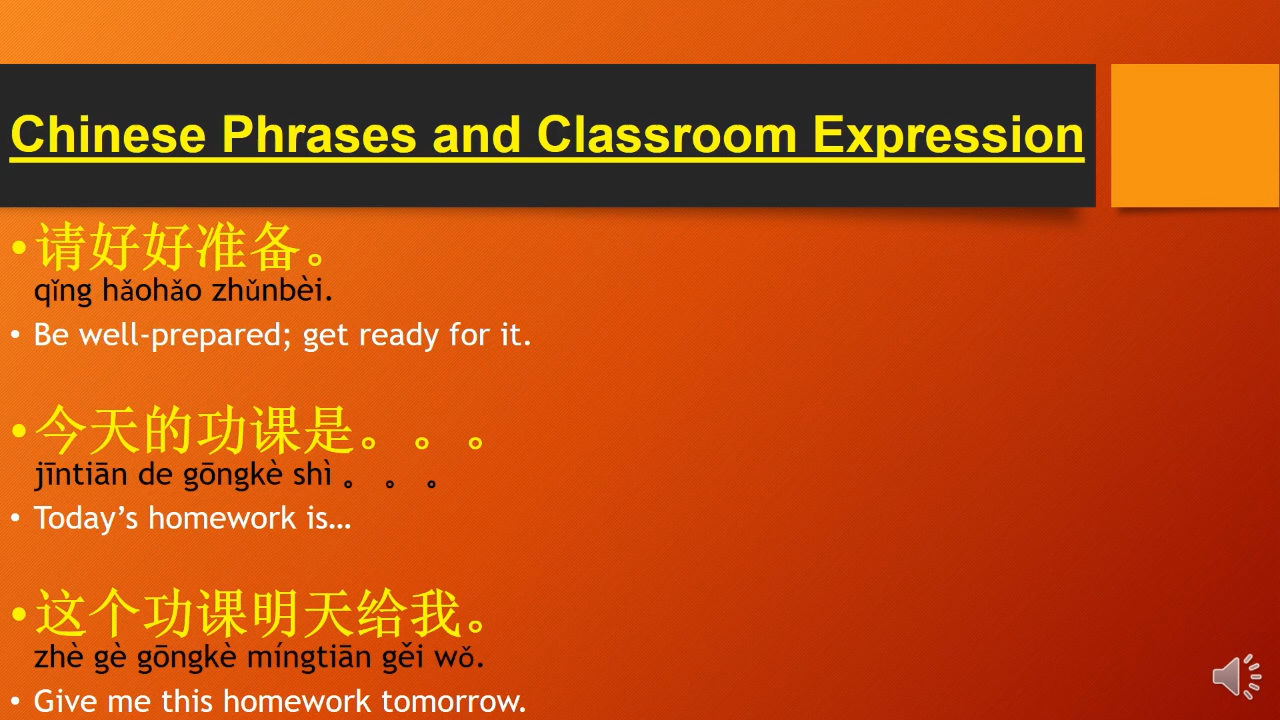 Chinese Phrases and Classroom Expression
•请好好准备。
qǐng hǎohǎo zhǔnbèi.
• Be well-prepared; get ready for it.
•今天的功课是。。。
jīntiān de gōngkè shì 。 。 。
• Today’s homework is…
•这个功课明天给我。
zhè gè gōngkè míngtiān gěi wǒ.
• Give me this homework tomorrow.